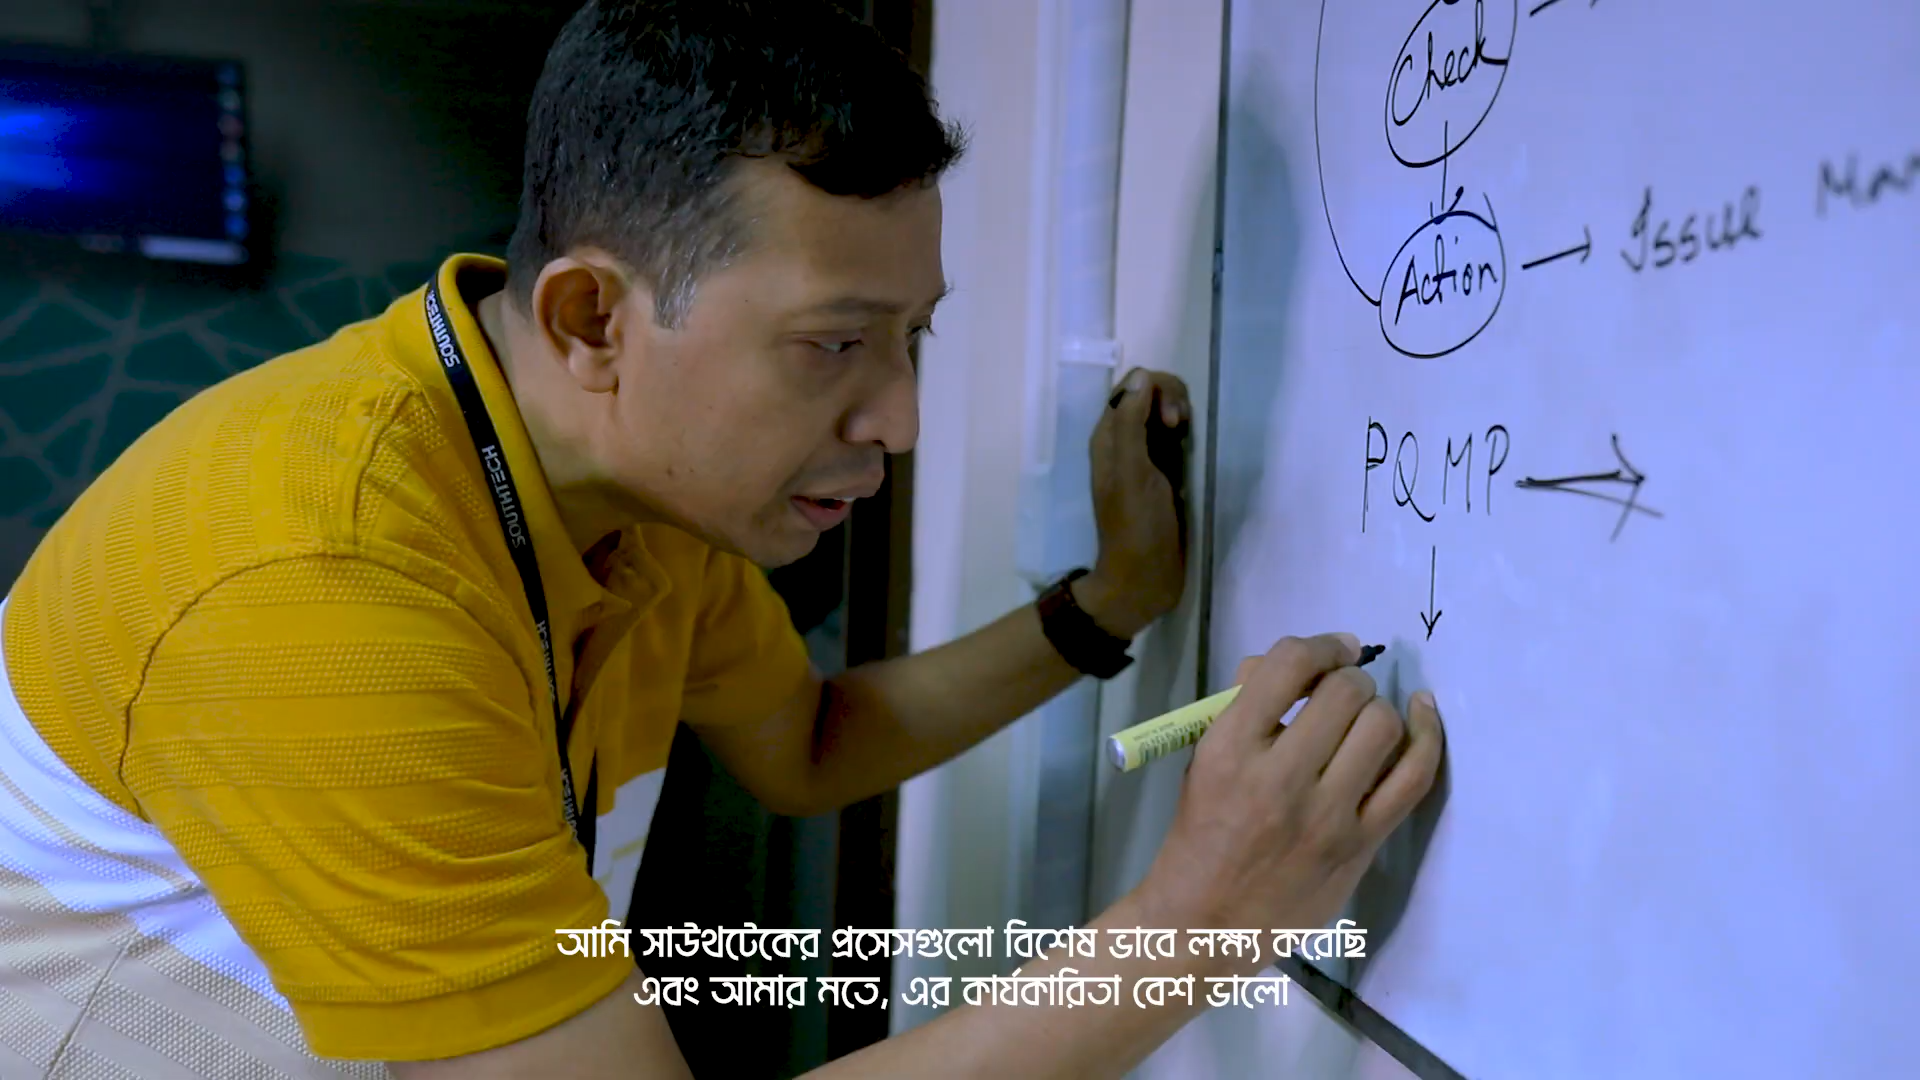 Check
Action → Issue
PQMP →
SOUTHTECH
SOUTHTECH
আমি সাউথটেকের প্রসেসগুলো বিশেষ ভাবে লক্ষ্য করেছি
এবং আমার মতে, এর কার্যকারিতা বেশ ভালো